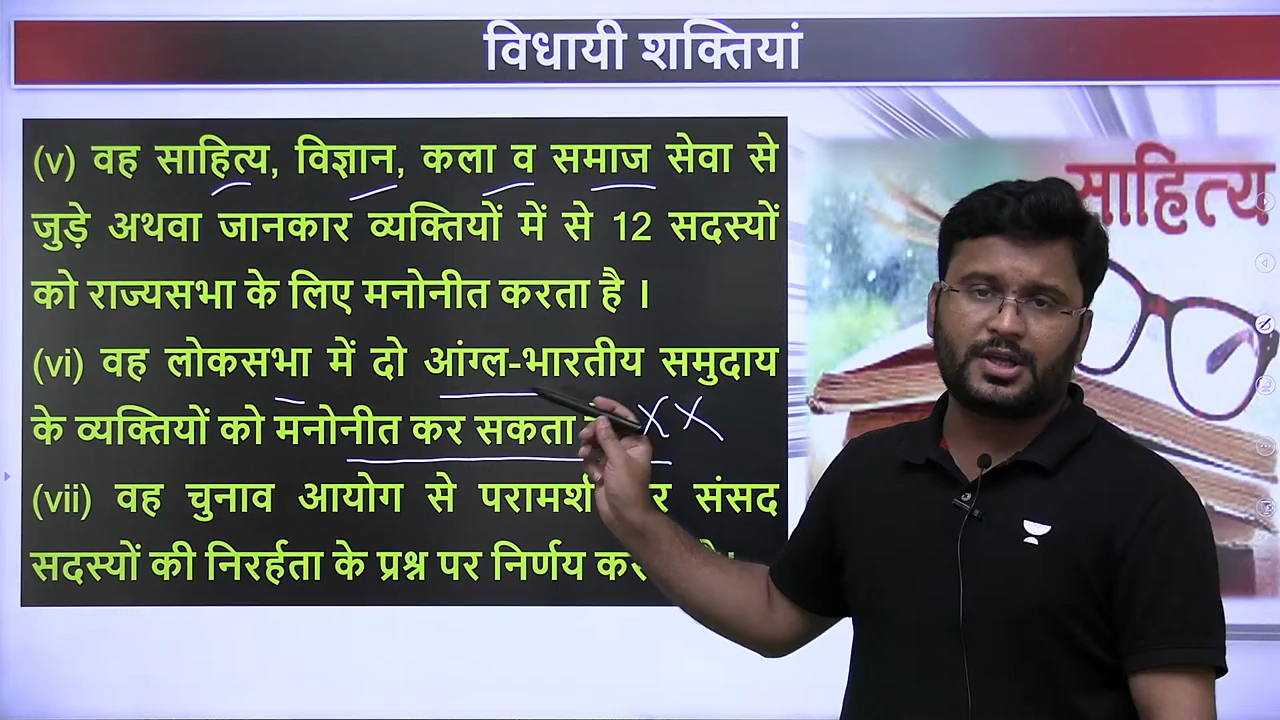 विधायी शक्तियां
(v) वह साहित्य, विज्ञान, कला व समाज सेवा से
जुड़े अथवा जानकार व्यक्तियों में से 12 सदस्यों
को राज्यसभा के लिए मनोनीत करता है ।
(vi) वह लोकसभा में दो आंग्ल-भारतीय समुदाय
के व्यक्तियों को मनोनीत कर सकता
X X
(vii) वह चुनाव आयोग से परामर्श संसद
सदस्यों की निरर्हता के प्रश्न पर निर्णय
साहित्य